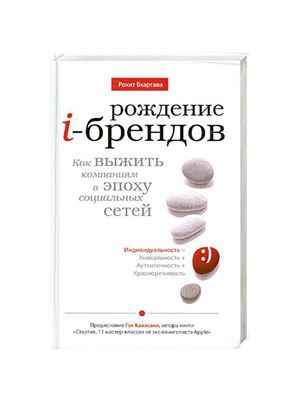 Рохит Бхаргава
рождение
i-брендов
Как выжить
компаниям
в эпоху
социальных
сетей
:)
Индивидуальность =
Уникальность +
Аутентичность +
Красноречивость
Предисловие Гая Кавасаки, автора книги
«Стартап. 11 мастер-классов от экс-евангелиста Apple»